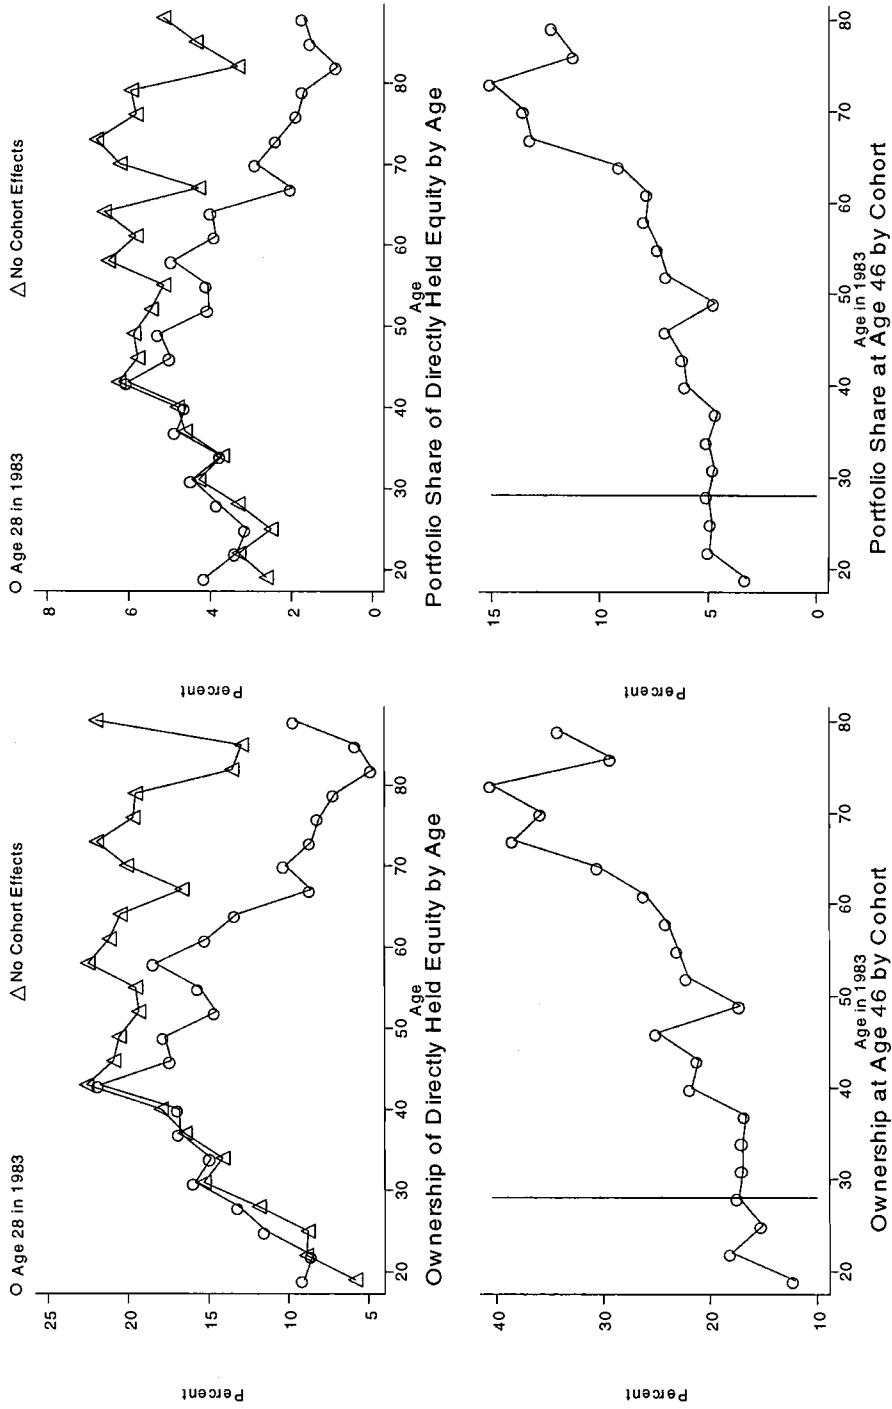 O Age 28 in 1983
△ No Cohort Effects
Percent
25
20
15
10
5
20
30
40
50
60
70
80
Age
Ownership of Directly Held Equity by Age
O Age 28 in 1983
△ No Cohort Effects
Percent
8
6
4
2
0
20
30
40
50
60
70
80
Age
Portfolio Share of Directly Held Equity by Age
Percent
40
30
20
10
20
30
40
50
60
70
80
Age in 1983
Ownership at Age 46 by Cohort
Percent
15
10
5
0
20
30
40
50
60
70
80
Age in 1983
Portfolio Share at Age 46 by Cohort